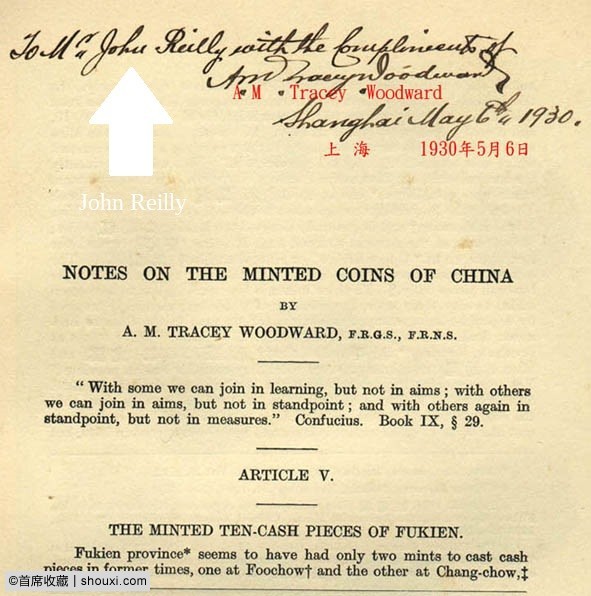 To Mr. John Reilly with the Compliments of
A M Tracey Woodward
A M Tracey Woodward
Shanghai May 6th, 1930.
上 海 1930年5月6日
John Reilly
NOTES ON THE MINTED COINS OF CHINA
BY
A. M. TRACEY WOODWARD, F.R.G.S., F.R.N.S.
“ With some we can join in learning, but not in aims ; with others
we can join in aims, but not in standpoint ; and with others again in
standpoint, but not in measures.” Confucius. Book IX, § 29.
ARTICLE V.
THE MINTED TEN-CASH PIECES OF FUKIEN.
Fukien province* seems to have had only two mints to cast cash
pieces in former times, one at Foochow† and the other at Chang-chow,‡
©首席收藏 | shouxi.com